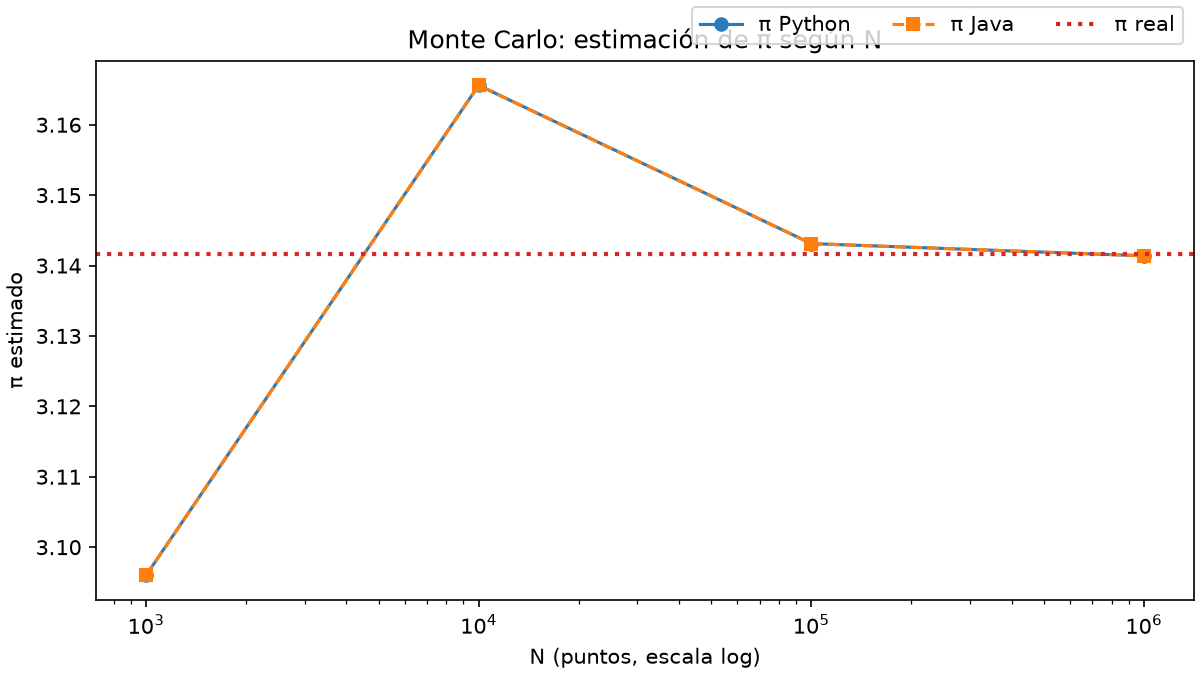 π Python π Java π real
Monte Carlo: estimación de π según N
3.16
3.15
3.14
3.13
3.12
3.11
3.10
π estimado
10³ 10⁴ 10⁵ 10⁶
N (puntos, escala log)